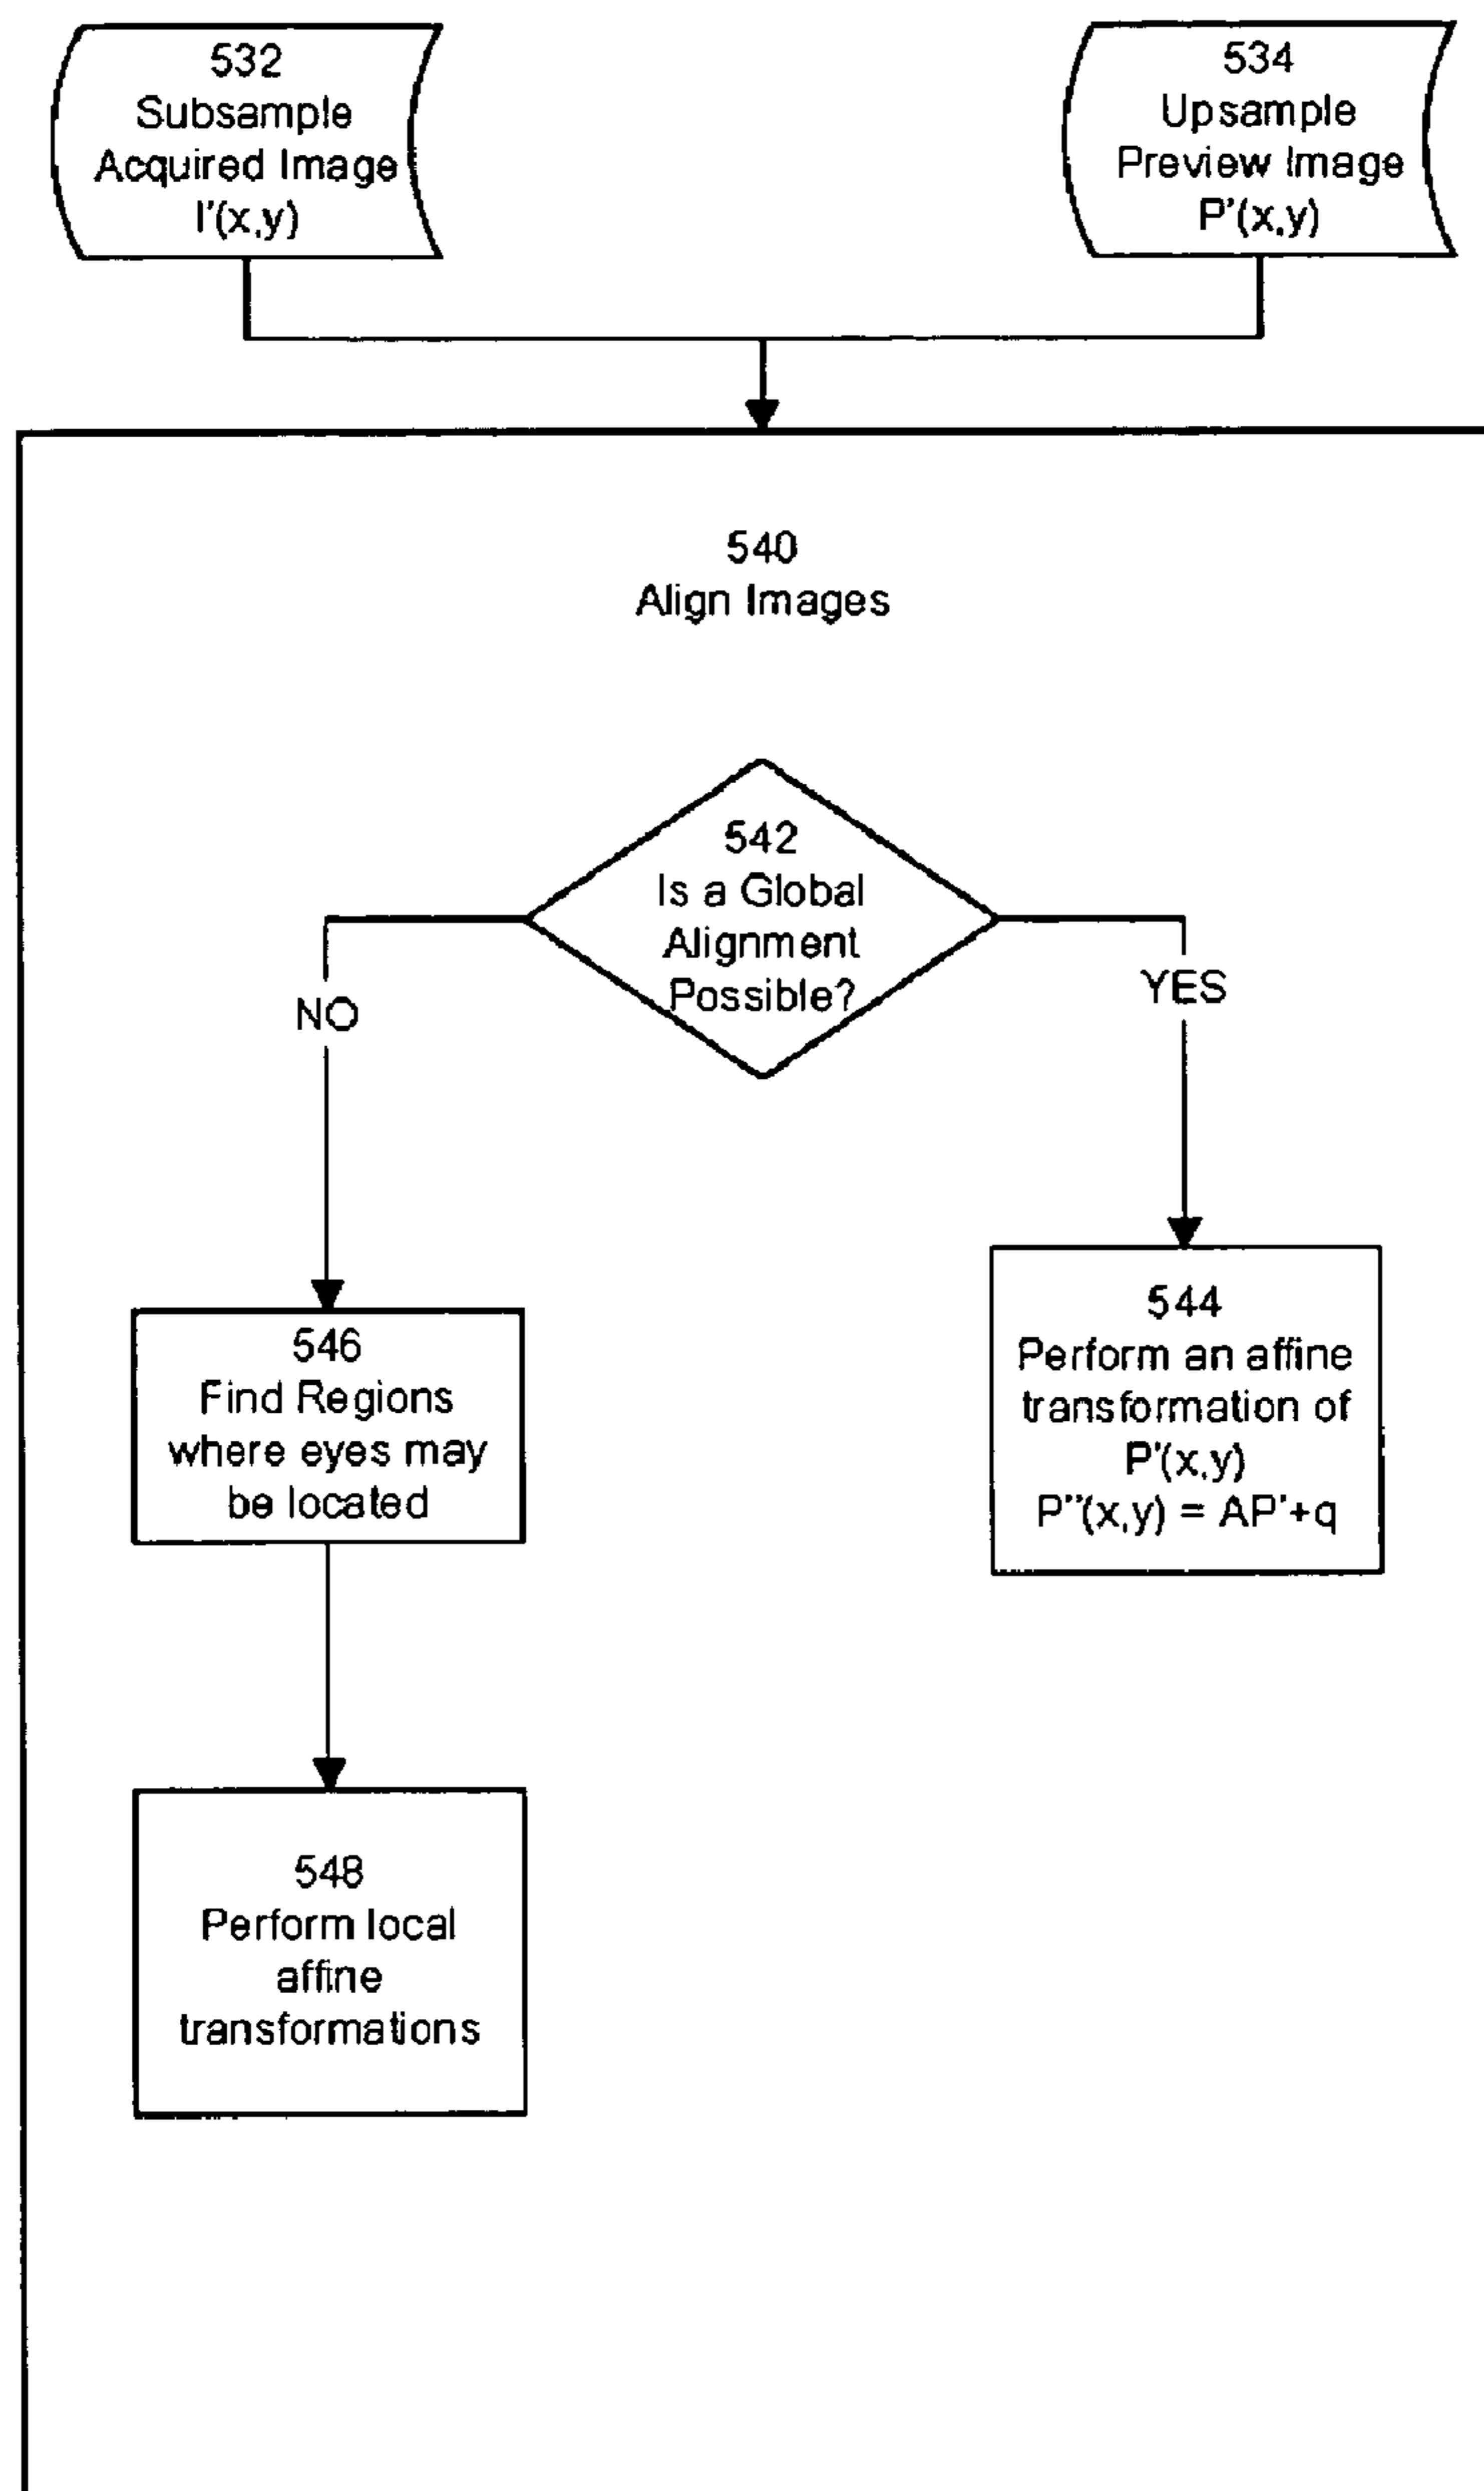 532
Subsample
Acquired Image
I'(x,y)
534
Upsample
Preview Image
P'(x,y)
540
Align Images
542
Is a Global
Alignment
Possible?
NO
YES
546
Find Regions
where eyes may
be located
544
Perform an affine
transformation of
P'(x,y)
P''(x,y) = AP'+q
548
Perform local
affine
transformations